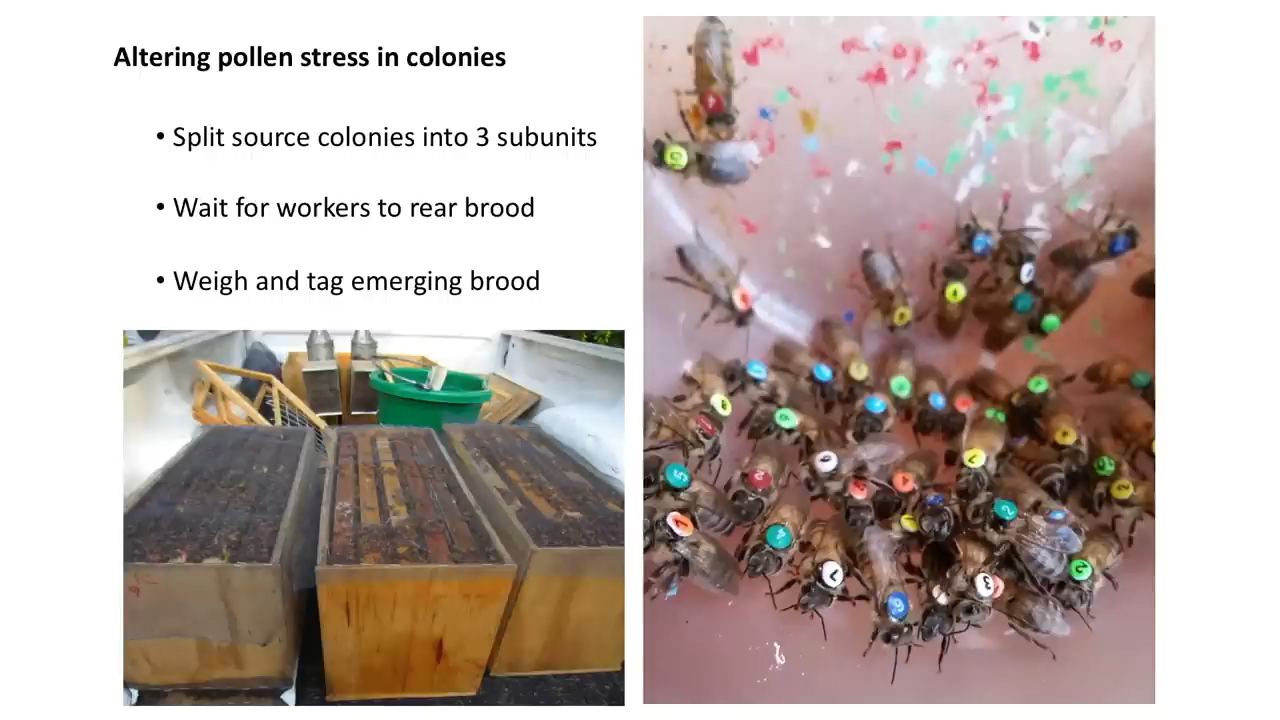 Altering pollen stress in colonies
• Split source colonies into 3 subunits
• Wait for workers to rear brood
• Weigh and tag emerging brood